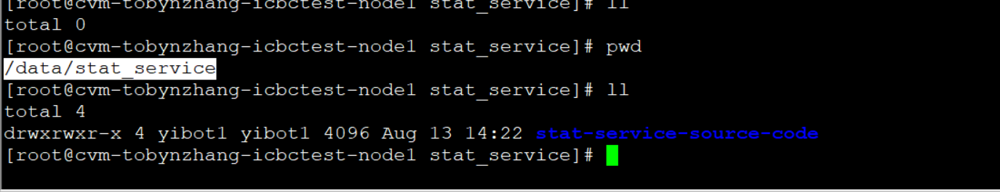 [root@cvm-tobynzhang-icbctest-node1 stat_service]# ll
total 0
[root@cvm-tobynzhang-icbctest-node1 stat_service]# pwd
/data/stat_service
[root@cvm-tobynzhang-icbctest-node1 stat_service]# ll
total 4
drwxrwxr-x 4 yibot1 yibot1 4096 Aug 13 14:22 stat-service-source-code
[root@cvm-tobynzhang-icbctest-node1 stat_service]#